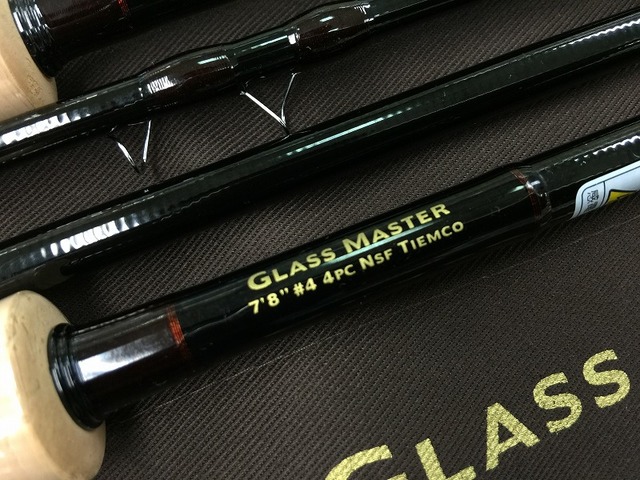 GLASS MASTER
7'8" #4 4PC NSF TIEMCO
GLASS